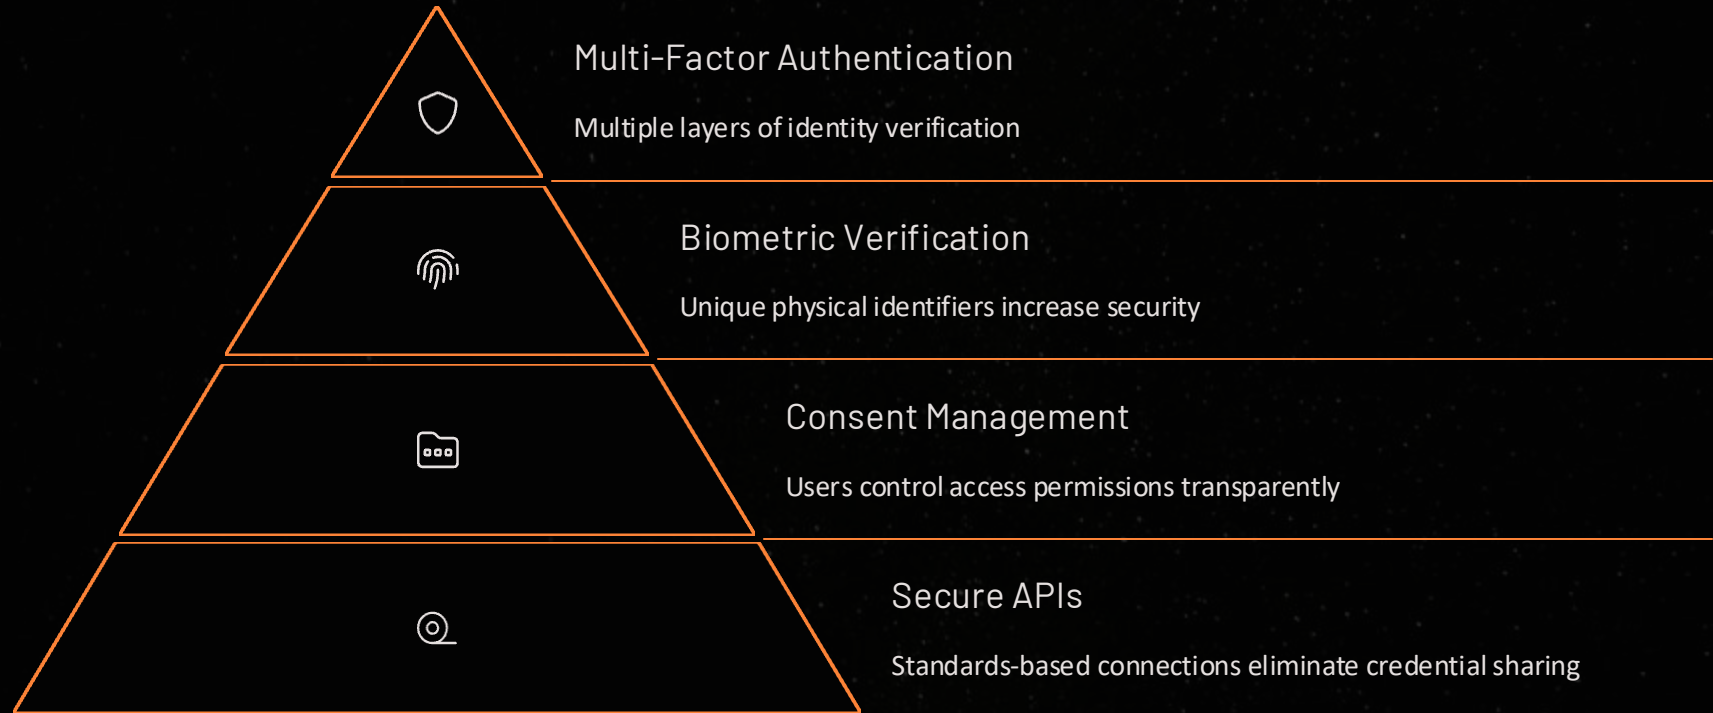 Multi-Factor Authentication
Multiple layers of identity verification
Biometric Verification
Unique physical identifiers increase security
Consent Management
Users control access permissions transparently
Secure APIs
Standards-based connections eliminate credential sharing